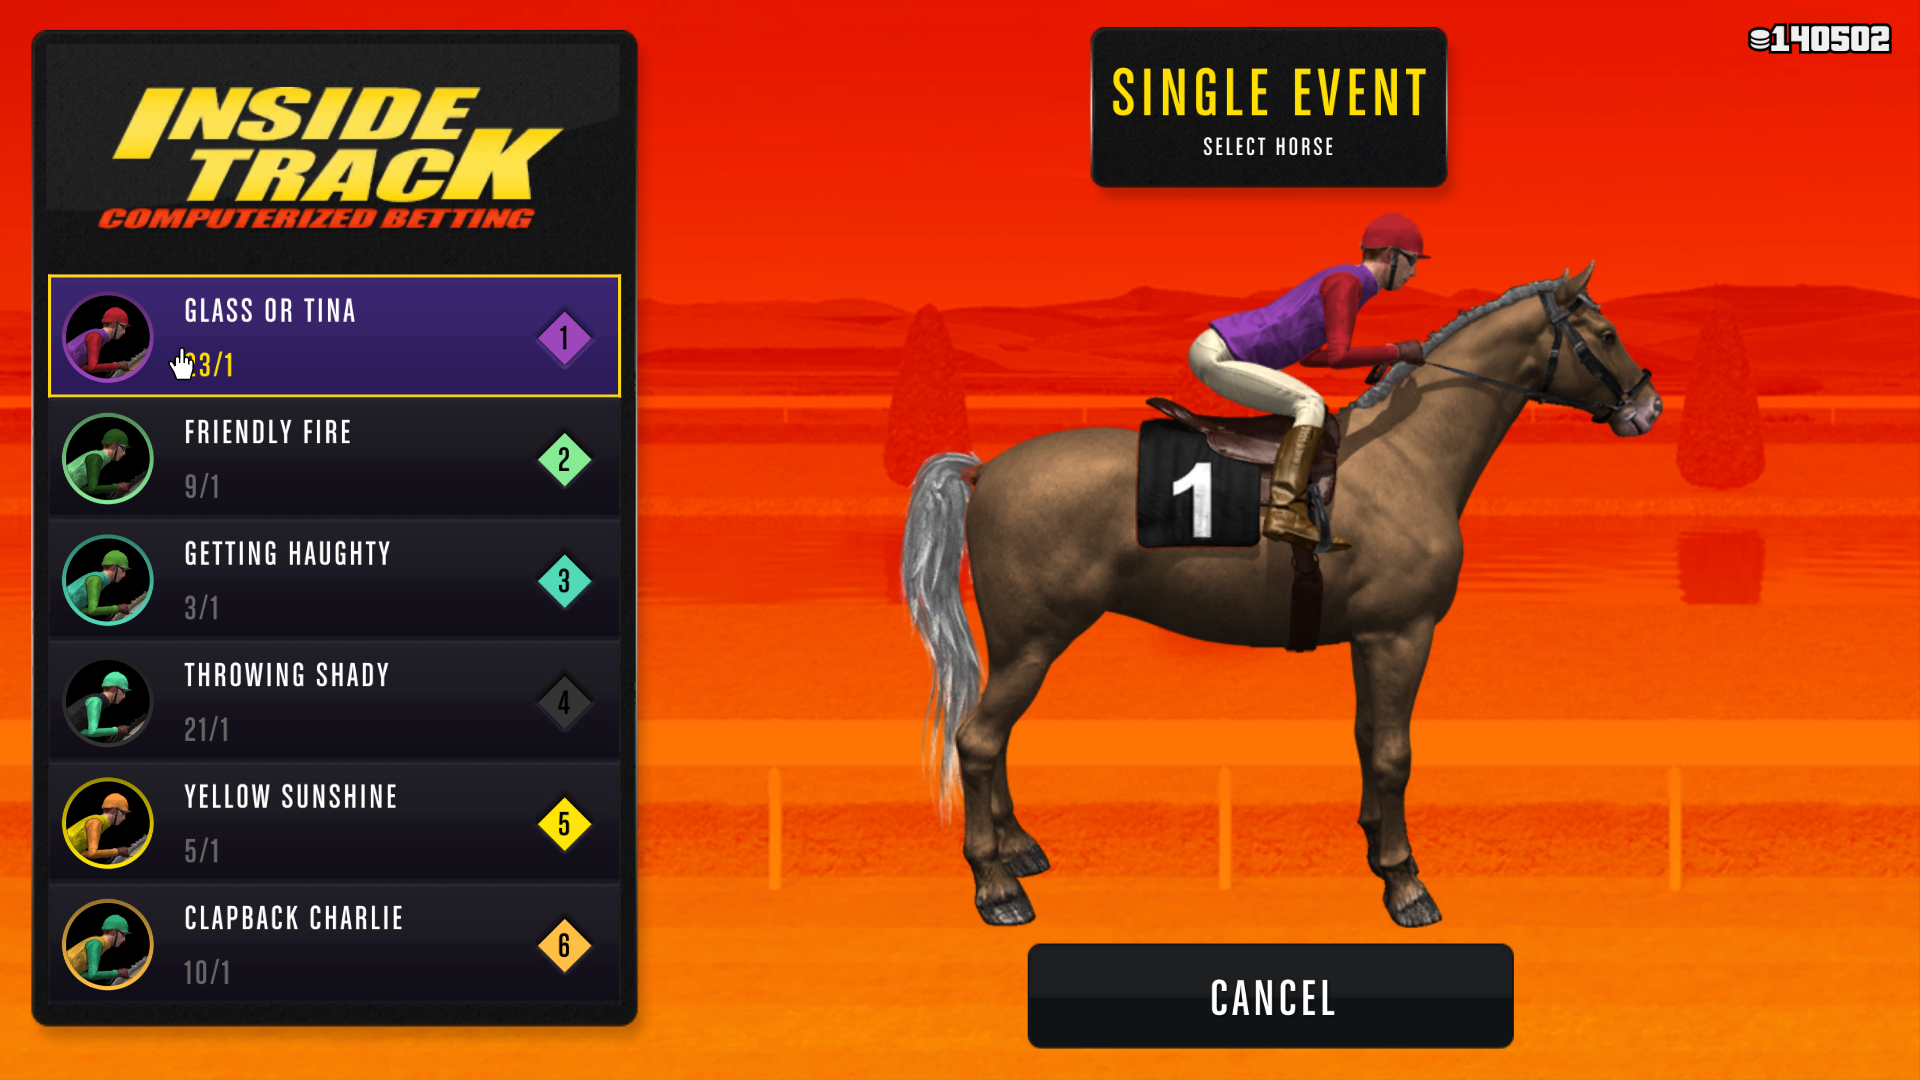 INSIDE
TRACK
COMPUTERIZED BETTING
GLASS OR TINA
1
FRIENDLY FIRE
9/1
2
GETTING HAUGHTY
3/1
3
THROWING SHADY
21/1
4
YELLOW SUNSHINE
5/1
5
CLAPBACK CHARLIE
10/1
6
SINGLE EVENT
SELECT HORSE
140502
1
CANCEL